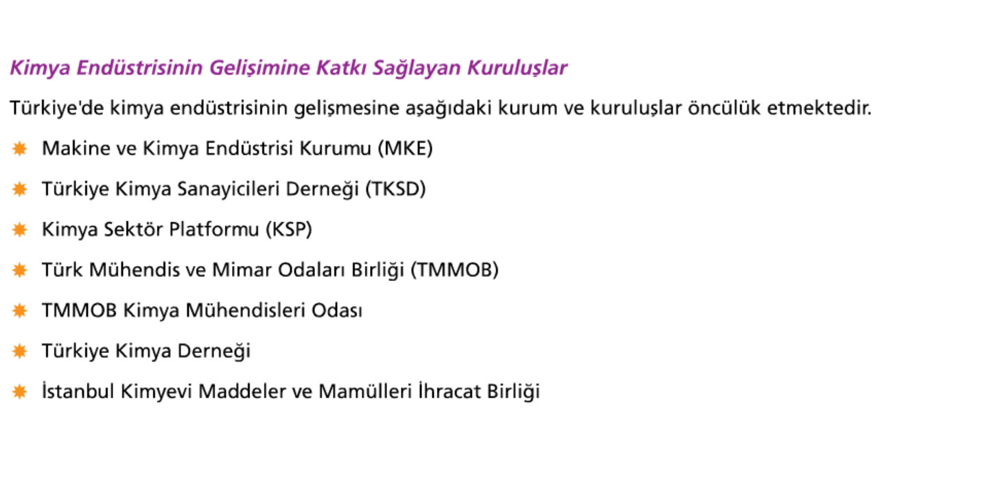 Kimya Endüstrisinin Gelişimine Katkı Sağlayan Kuruluşlar
Türkiye'de kimya endüstrisinin gelişmesine aşağıdaki kurum ve kuruluşlar öncülük etmektedir.
Makine ve Kimya Endüstrisi Kurumu (MKE)
Türkiye Kimya Sanayicileri Derneği (TKSD)
Kimya Sektör Platformu (KSP)
Türk Mühendis ve Mimar Odaları Birliği (TMMOB)
TMMOB Kimya Mühendisleri Odası
Türkiye Kimya Derneği
İstanbul Kimyevi Maddeler ve Mamülleri İhracat Birliği